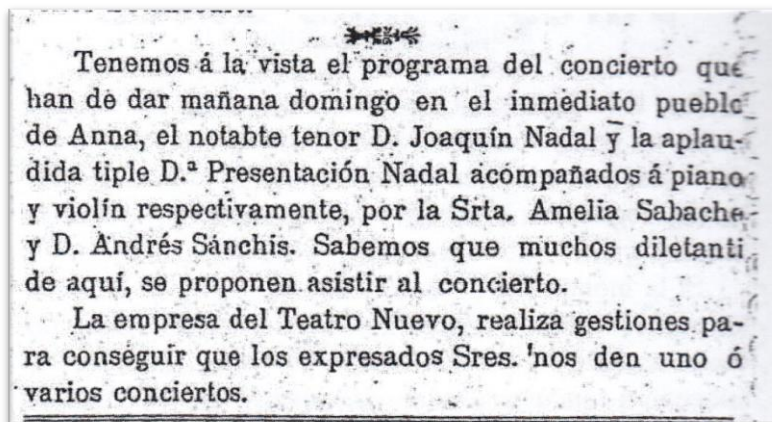 Tenemos á la vista el programa del concierto que
han de dar mañana domingo en el inmediato pueblo
de Anna, el notabte tenor D. Joaquín Nadal y la aplau-
dida tiple D.ª Presentación Nadal acompañados á piano
y violín respectivamente, por la Srta. Amelia Sabache
y D. Andrés Sánchis. Sabemos que muchos diletanti
de aquí, se proponen asistir al concierto.
La empresa del Teatro Nuevo, realiza gestiones pa-
ra conseguir que los expresados Sres. nos den uno ó
varios conciertos.